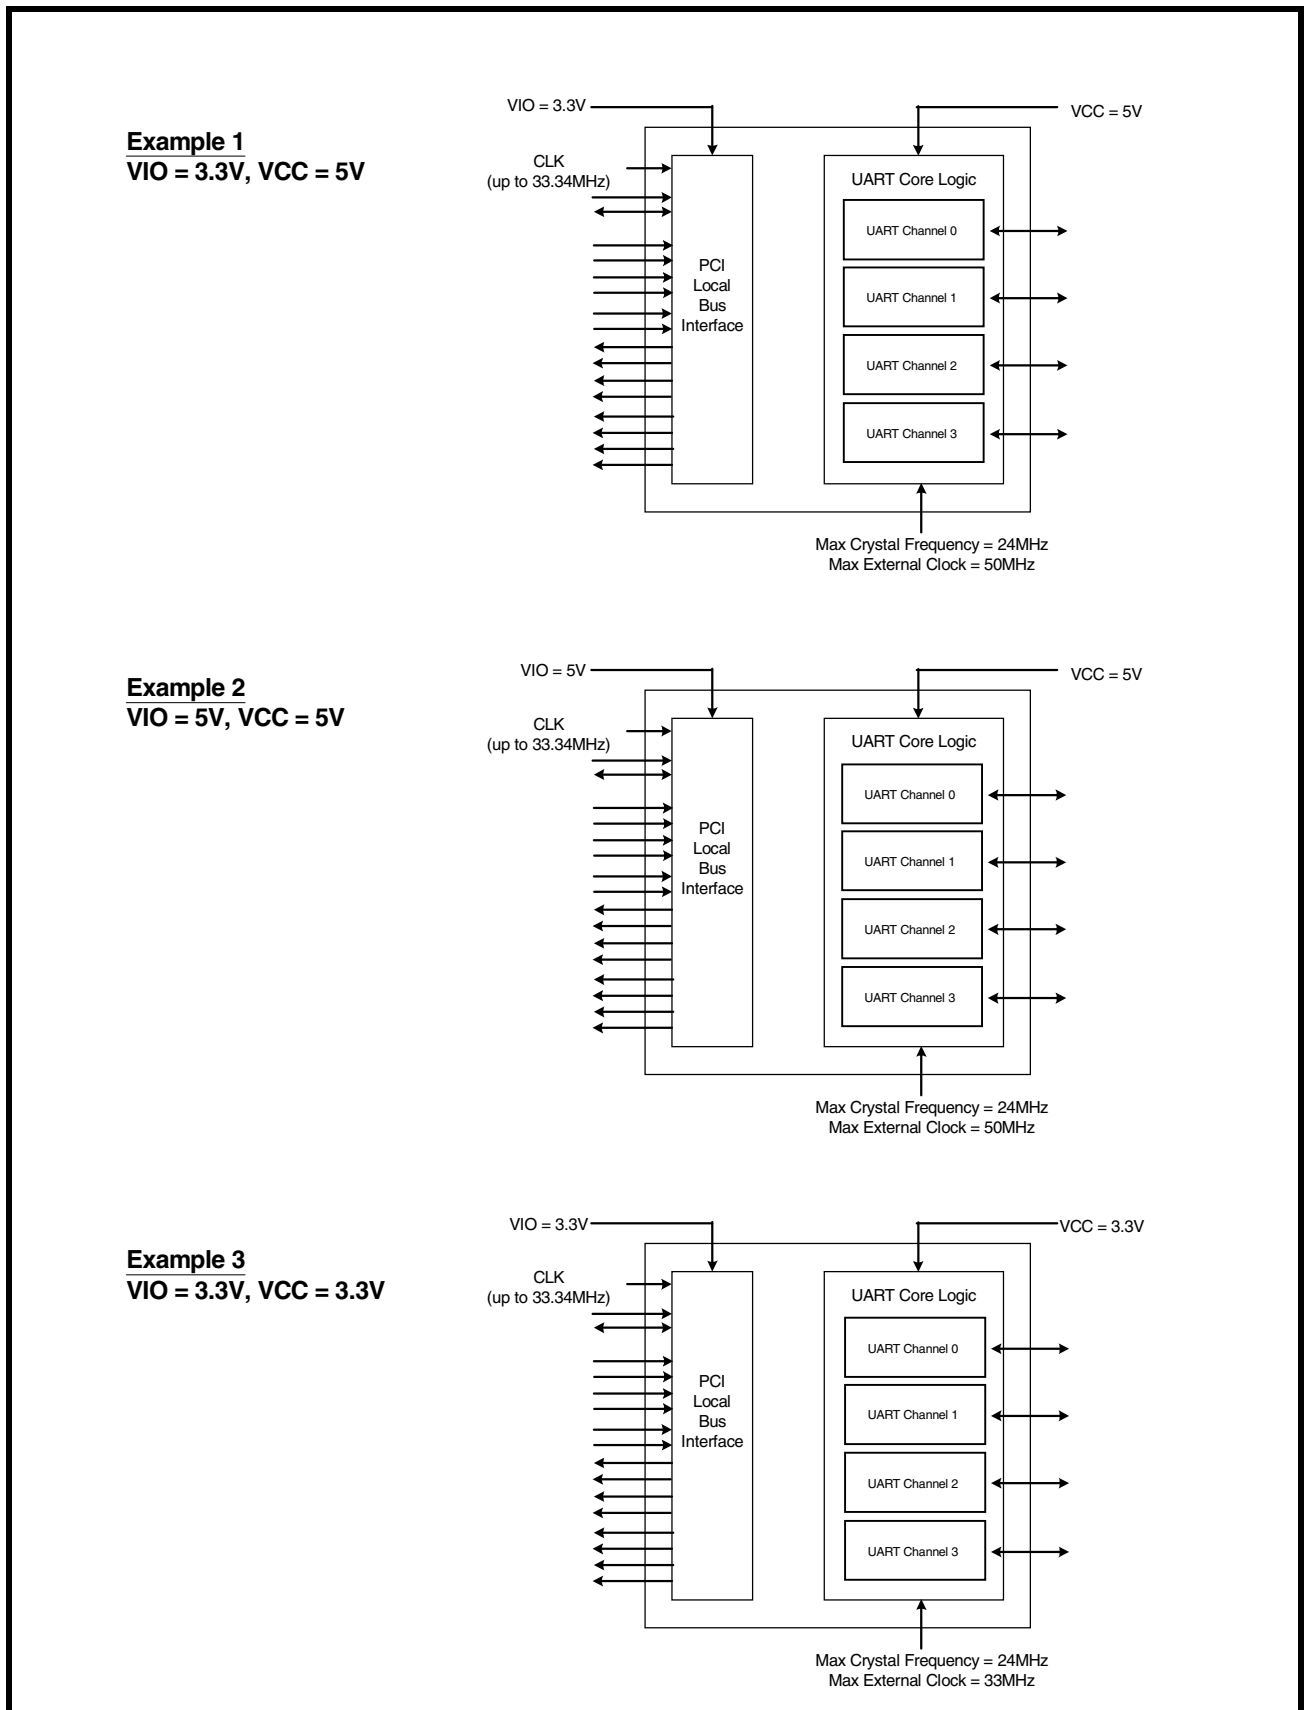 Example 1
VIO = 3.3V, VCC = 5V
VIO = 3.3V
VCC = 5V
CLK
(up to 33.34MHz)
PCI
Local
Bus
Interface
UART Core Logic
UART Channel 0
UART Channel 1
UART Channel 2
UART Channel 3
Max Crystal Frequency = 24MHz
Max External Clock = 50MHz
Example 2
VIO = 5V, VCC = 5V
VIO = 5V
VCC = 5V
CLK
(up to 33.34MHz)
PCI
Local
Bus
Interface
UART Core Logic
UART Channel 0
UART Channel 1
UART Channel 2
UART Channel 3
Max Crystal Frequency = 24MHz
Max External Clock = 50MHz
Example 3
VIO = 3.3V, VCC = 3.3V
VIO = 3.3V
VCC = 3.3V
CLK
(up to 33.34MHz)
PCI
Local
Bus
Interface
UART Core Logic
UART Channel 0
UART Channel 1
UART Channel 2
UART Channel 3
Max Crystal Frequency = 24MHz
Max External Clock = 33MHz